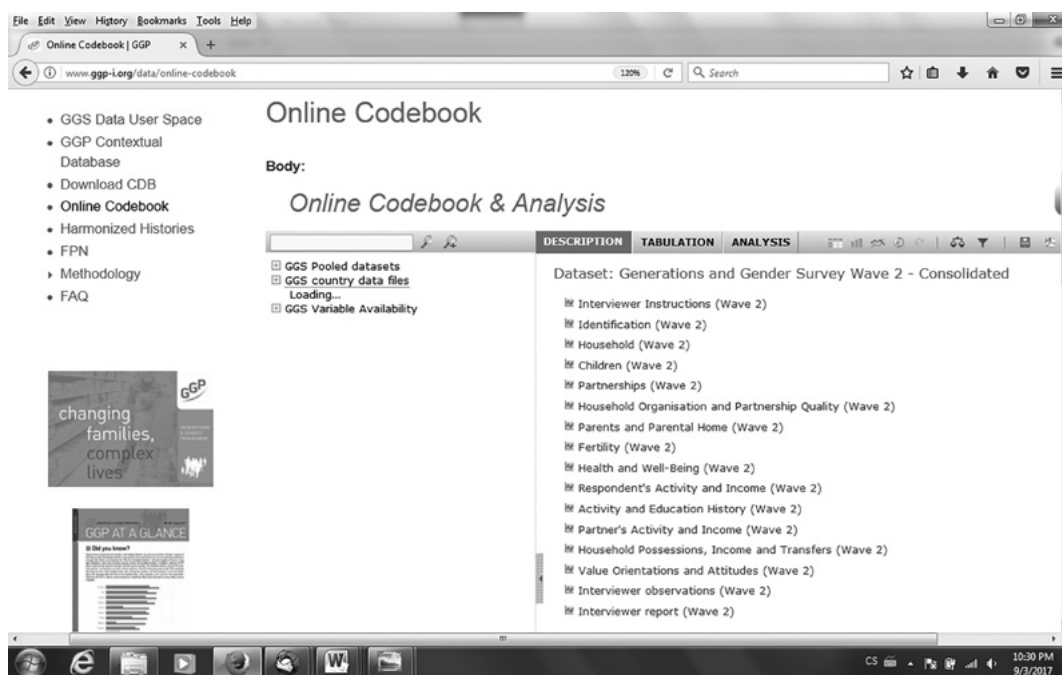 File Edit View History Bookmarks Tools Help
Online Codebook | GGP
www.ggp-i.org/data/online-codebook
120%
Search
GGS Data User Space
GGP Contextual
Database
Download CDB
Online Codebook
Harmonized Histories
FPN
Methodology
FAQ
changing
families,
complex
lives
GGP
GGP AT A GLANCE
Did you know?
Online Codebook
Body:
Online Codebook & Analysis
GGS Pooled datasets
GGS country data files
Loading...
GGS Variable Availability
DESCRIPTION TABULATION ANALYSIS
Dataset: Generations and Gender Survey Wave 2 - Consolidated
Interviewer Instructions (Wave 2)
Identification (Wave 2)
Household (Wave 2)
Children (Wave 2)
Partnerships (Wave 2)
Household Organisation and Partnership Quality (Wave 2)
Parents and Parental Home (Wave 2)
Fertility (Wave 2)
Health and Well-Being (Wave 2)
Respondent's Activity and Income (Wave 2)
Activity and Education History (Wave 2)
Partner's Activity and Income (Wave 2)
Household Possessions, Income and Transfers (Wave 2)
Value Orientations and Attitudes (Wave 2)
Interviewer observations (Wave 2)
Interviewer report (Wave 2)
CS
10:30 PM
9/3/2017